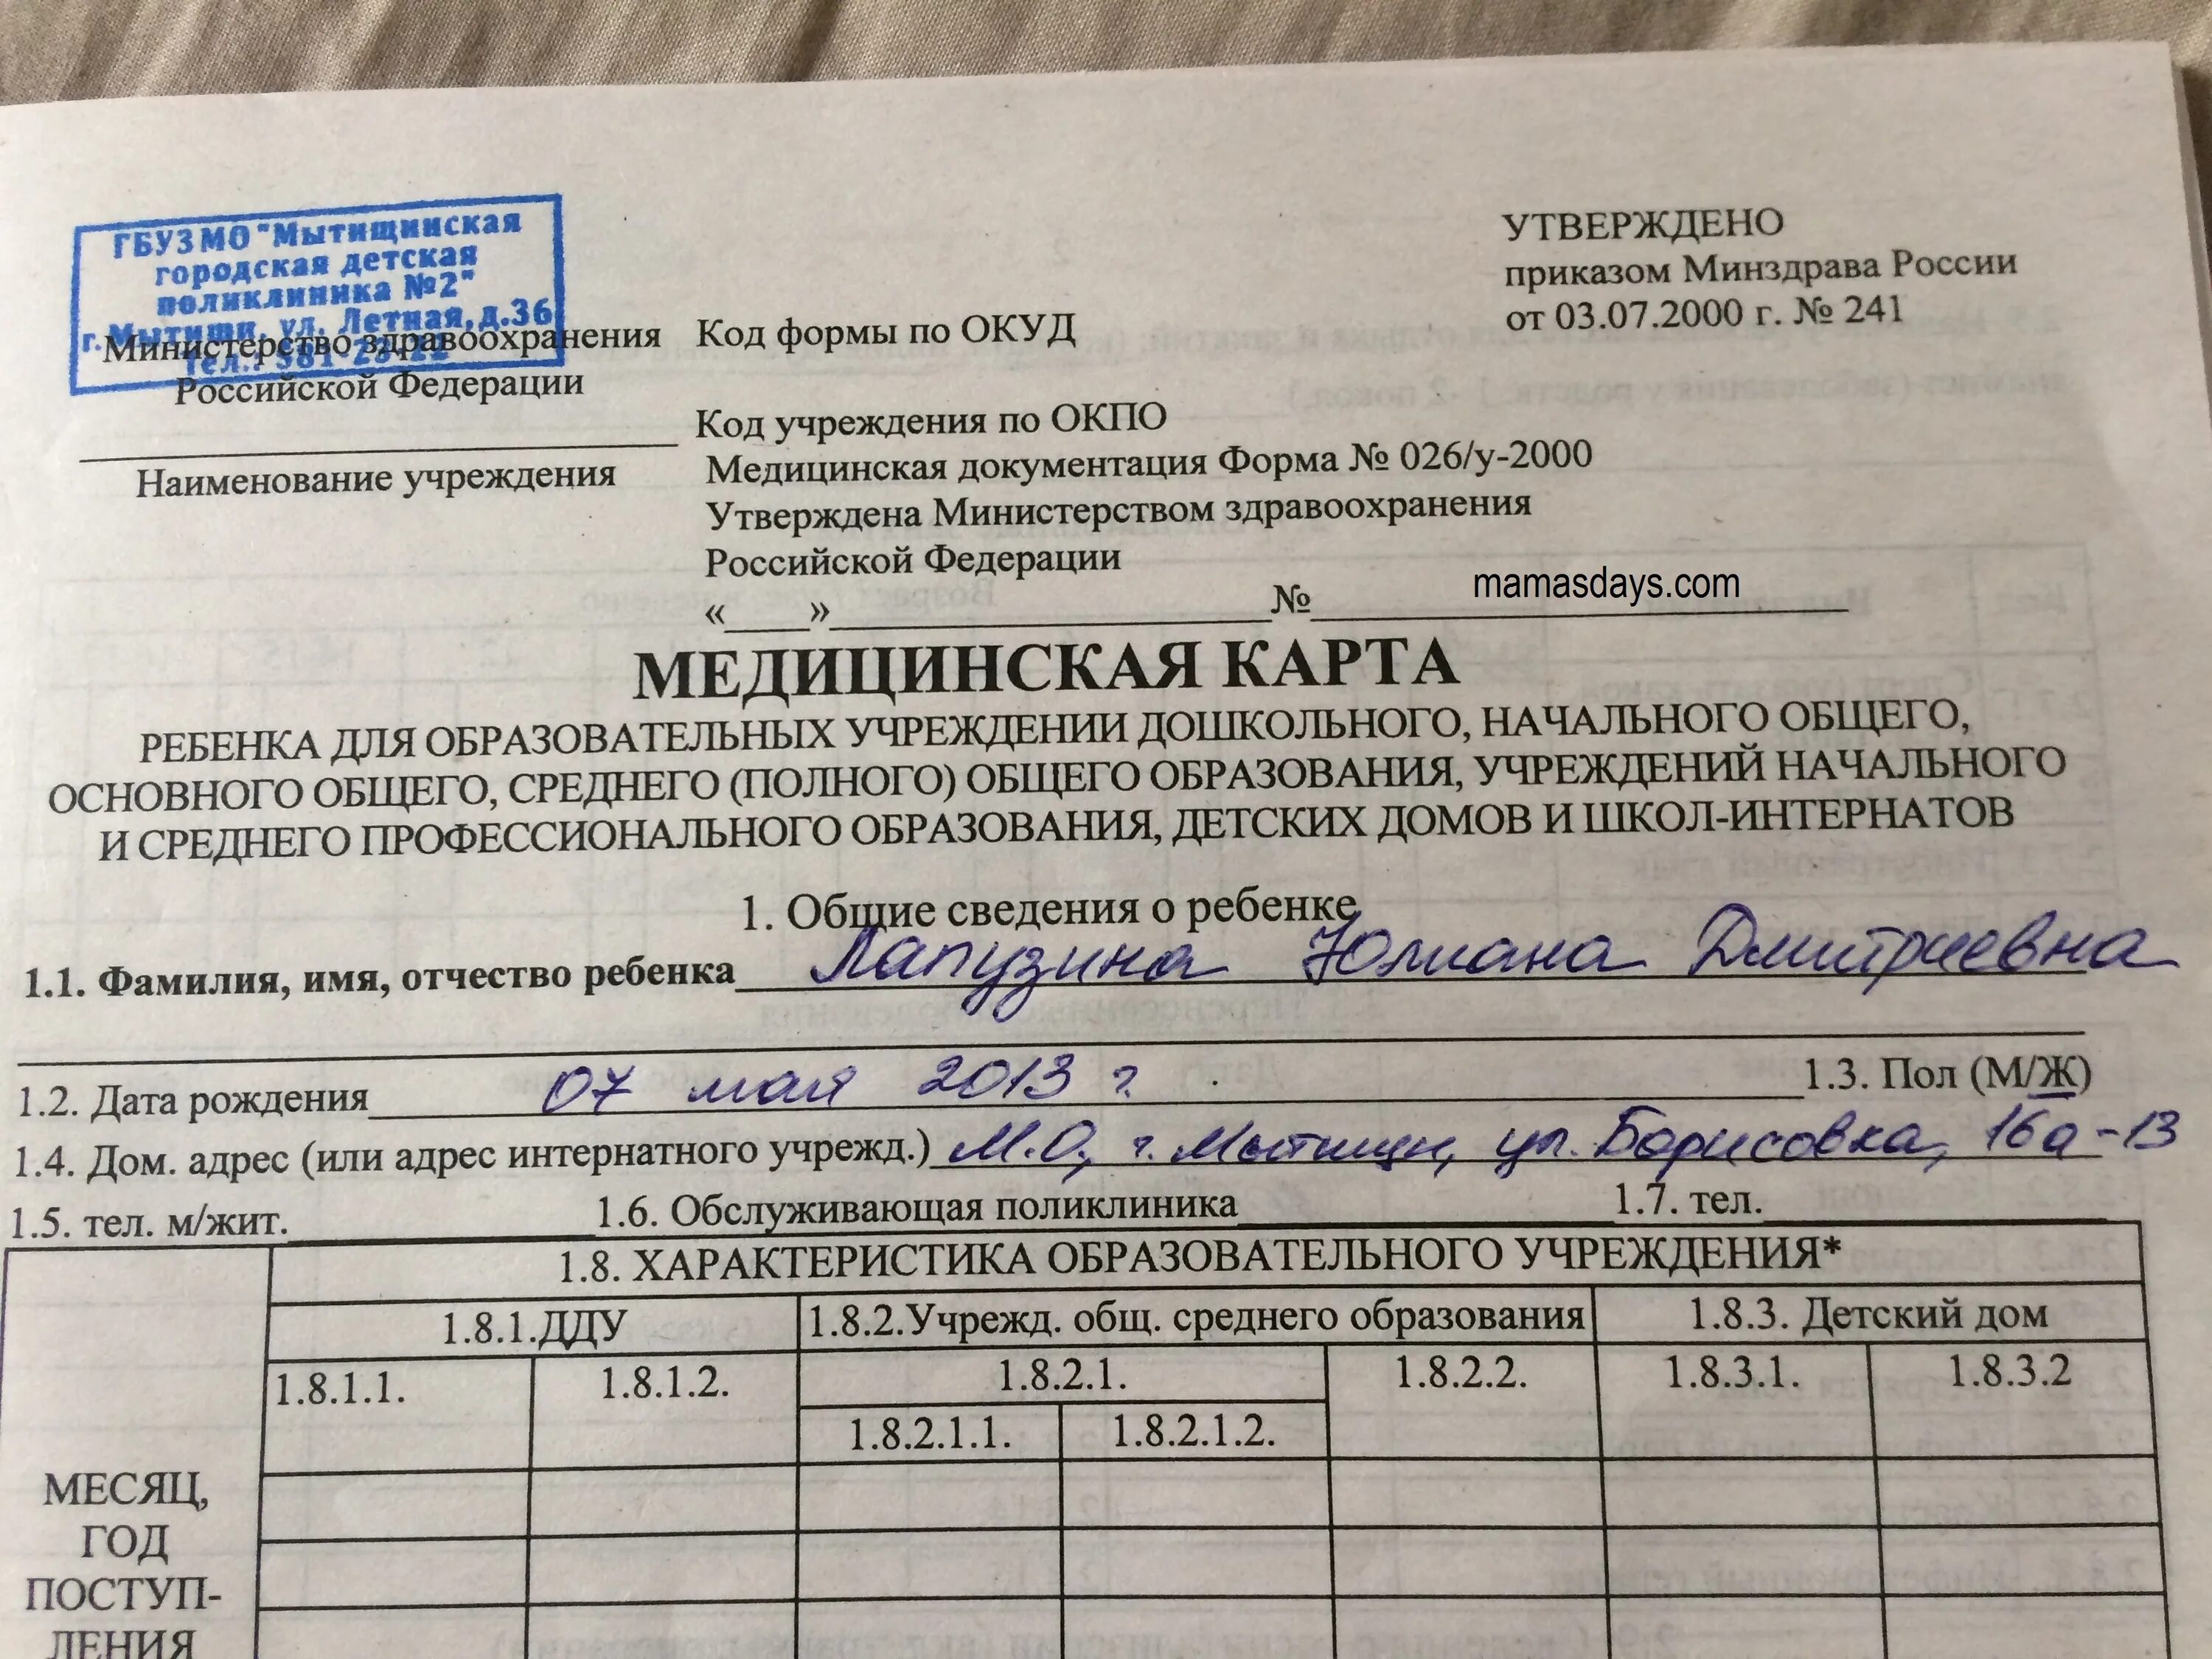 ГБУЗ МО "Мытищинская
городская детская
поликлиника №2"
г. Мытищи, ул. Летная, д.36
тел.: 581-
УТВЕРЖДЕНО
приказом Минздрава России
от 03.07.2000 г. № 241
Министерство здравоохранения
Российской Федерации
Наименование учреждения
Код формы по ОКУД
Код учреждения по ОКПО
Медицинская документация Форма № 026/у-2000
Утверждена Министерством здравоохранения
Российской Федерации
mamasdays.com
«____»____________________№____________________
МЕДИЦИНСКАЯ КАРТА
РЕБЕНКА ДЛЯ ОБРАЗОВАТЕЛЬНЫХ УЧРЕЖДЕНИИ ДОШКОЛЬНОГО, НАЧАЛЬНОГО ОБЩЕГО,
ОСНОВНОГО ОБЩЕГО, СРЕДНЕГО (ПОЛНОГО) ОБЩЕГО ОБРАЗОВАНИЯ, УЧРЕЖДЕНИЙ НАЧАЛЬНОГО
И СРЕДНЕГО ПРОФЕССИОНАЛЬНОГО ОБРАЗОВАНИЯ, ДЕТСКИХ ДОМОВ И ШКОЛ-ИНТЕРНАТОВ
1. Общие сведения о ребенке
1.1. Фамилия, имя, отчество ребенка Лапузина Юлиана Дмитриевна
1.2. Дата рождения 07 мая 2013 г. 1.3. Пол (М/Ж)
1.4. Дом. адрес (или адрес интернатного учрежд.) М.О., г. Мытищи, ул. Борисовка, 16а-13
1.5. тел. м/жит. 1.6. Обслуживающая поликлиника 1.7. тел.
1.8. ХАРАКТЕРИСТИКА ОБРАЗОВАТЕЛЬНОГО УЧРЕЖДЕНИЯ*
1.8.1.ДДУ 1.8.2.Учрежд. общ. среднего образования 1.8.3. Детский дом
1.8.1.1. 1.8.1.2. 1.8.2.1. 1.8.2.2. 1.8.3.1. 1.8.3.2
1.8.2.1.1. 1.8.2.1.2.
МЕСЯЦ,
ГОД
ПОСТУП-
ЛЕНИЯ